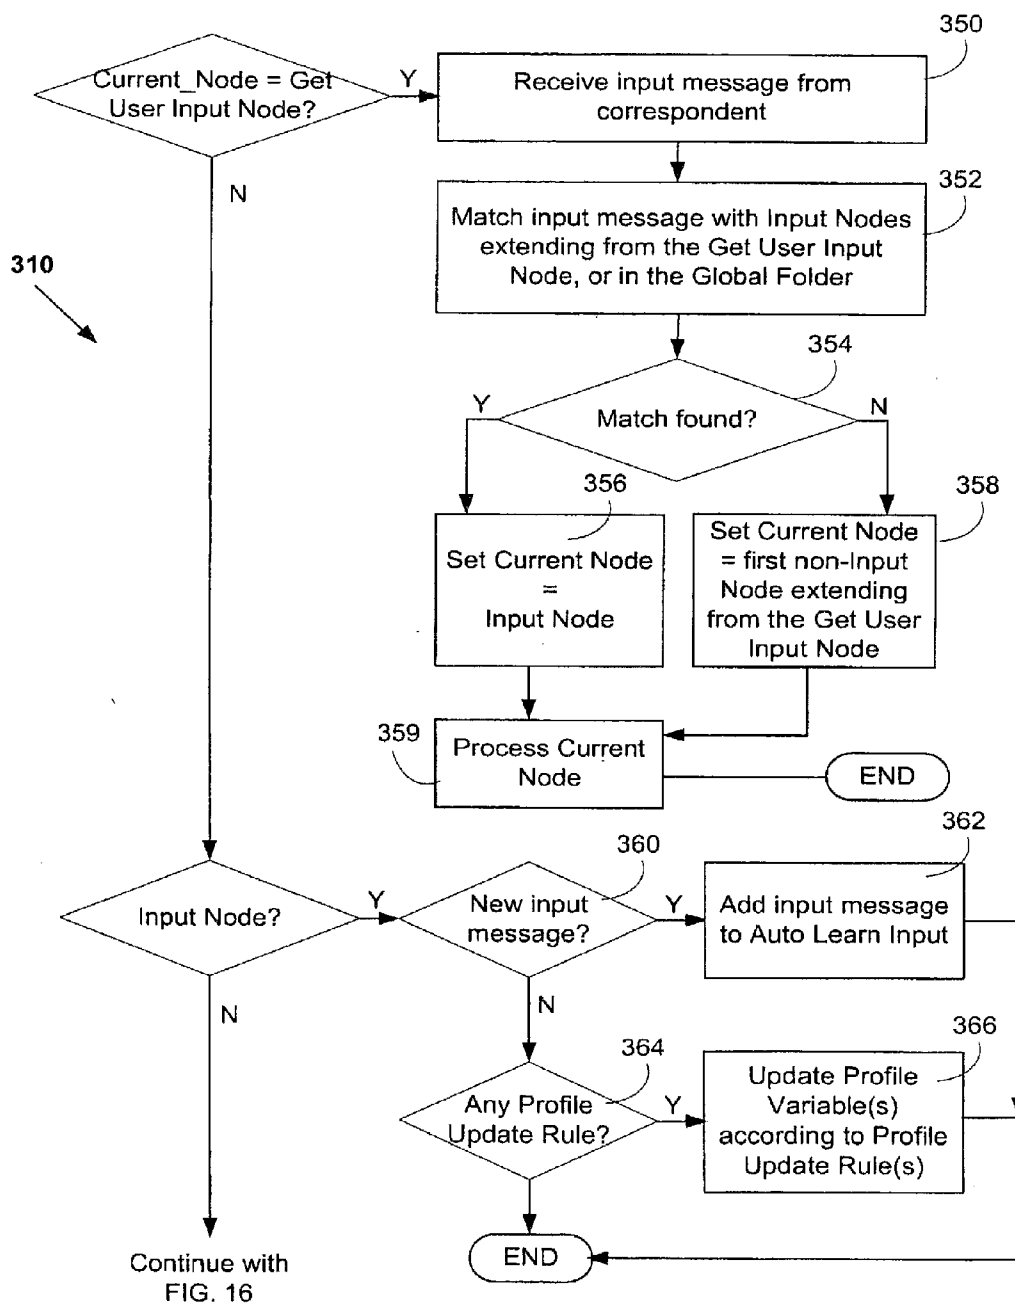 350
Current_Node = Get
User Input Node?
Y
Receive input message from
correspondent
N
352
Match input message with Input Nodes
extending from the Get User Input
Node, or in the Global Folder
310
354
Match found?
Y
N
356
358
Set Current Node
=
Input Node
Set Current Node
= first non-Input
Node extending
from the Get User
Input Node
359
Process Current
Node
END
360
362
Input Node?
Y
New input
message?
Y
Add input message
to Auto Learn Input
N
N
364
366
Any Profile
Update Rule?
Y
Update Profile
Variable(s)
according to Profile
Update Rule(s)
END
Continue with
FIG. 16